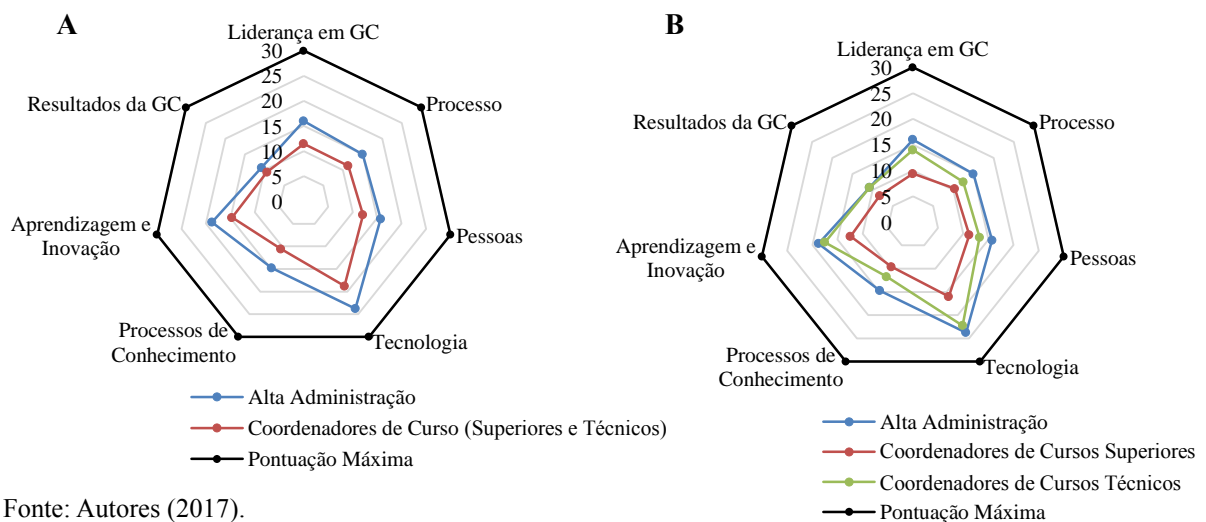 A
Liderança em GC
30
25
20
15
10
5
0
Processo
Pessoas
Tecnologia
Processos de
Conhecimento
Aprendizagem e
Inovação
Resultados da GC
Alta Administração
Coordenadores de Curso (Superiores e Técnicos)
Pontuação Máxima
B
Liderança em GC
30
25
20
15
10
5
0
Processo
Pessoas
Tecnologia
Processos de
Conhecimento
Aprendizagem e
Inovação
Resultados da GC
Alta Administração
Coordenadores de Cursos Superiores
Coordenadores de Cursos Técnicos
Pontuação Máxima
Fonte: Autores (2017).